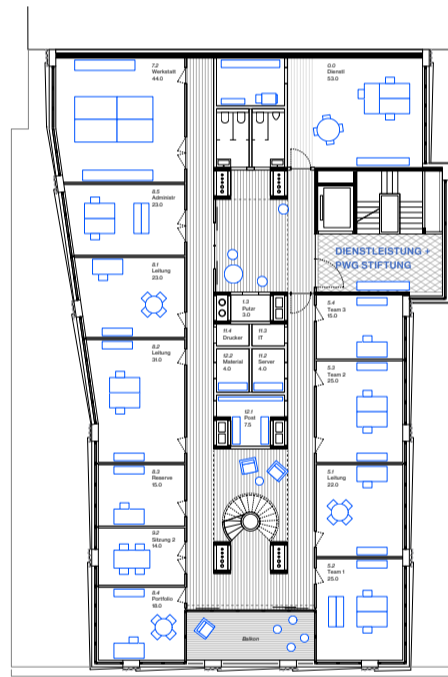 7.2
Werkstatt
44.0
0.0
Dienstl
53.0
8.5
Administr
23.0
8.1
Leitung
23.0
DIENSTLEISTUNG +
PWG STIFTUNG
1.3
Putzr
3.0
5.4
Team 3
15.0
11.4
Drucker
11.3
IT
8.2
Leitung
31.0
12.2
Material
4.0
11.2
Server
4.0
5.3
Team 2
25.0
12.1
Post
7.5
8.3
Reserve
15.0
5.1
Leitung
22.0
9.2
Sitzung 2
14.0
5.2
Team 1
25.0
8.4
Portfolio
18.0
Balkon